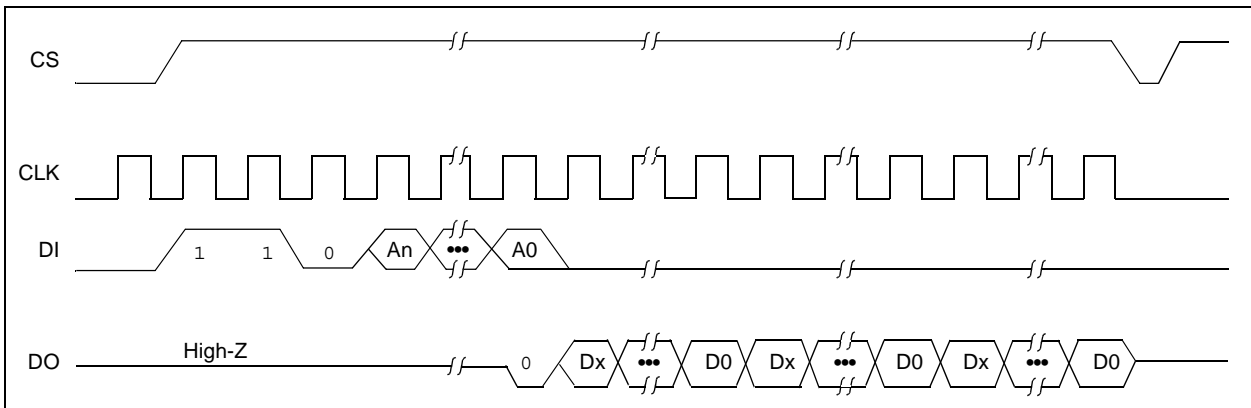 CS
CLK
DI 1 1 0 An ••• A0
High-Z
DO 0 Dx ••• D0 Dx ••• D0 Dx ••• D0